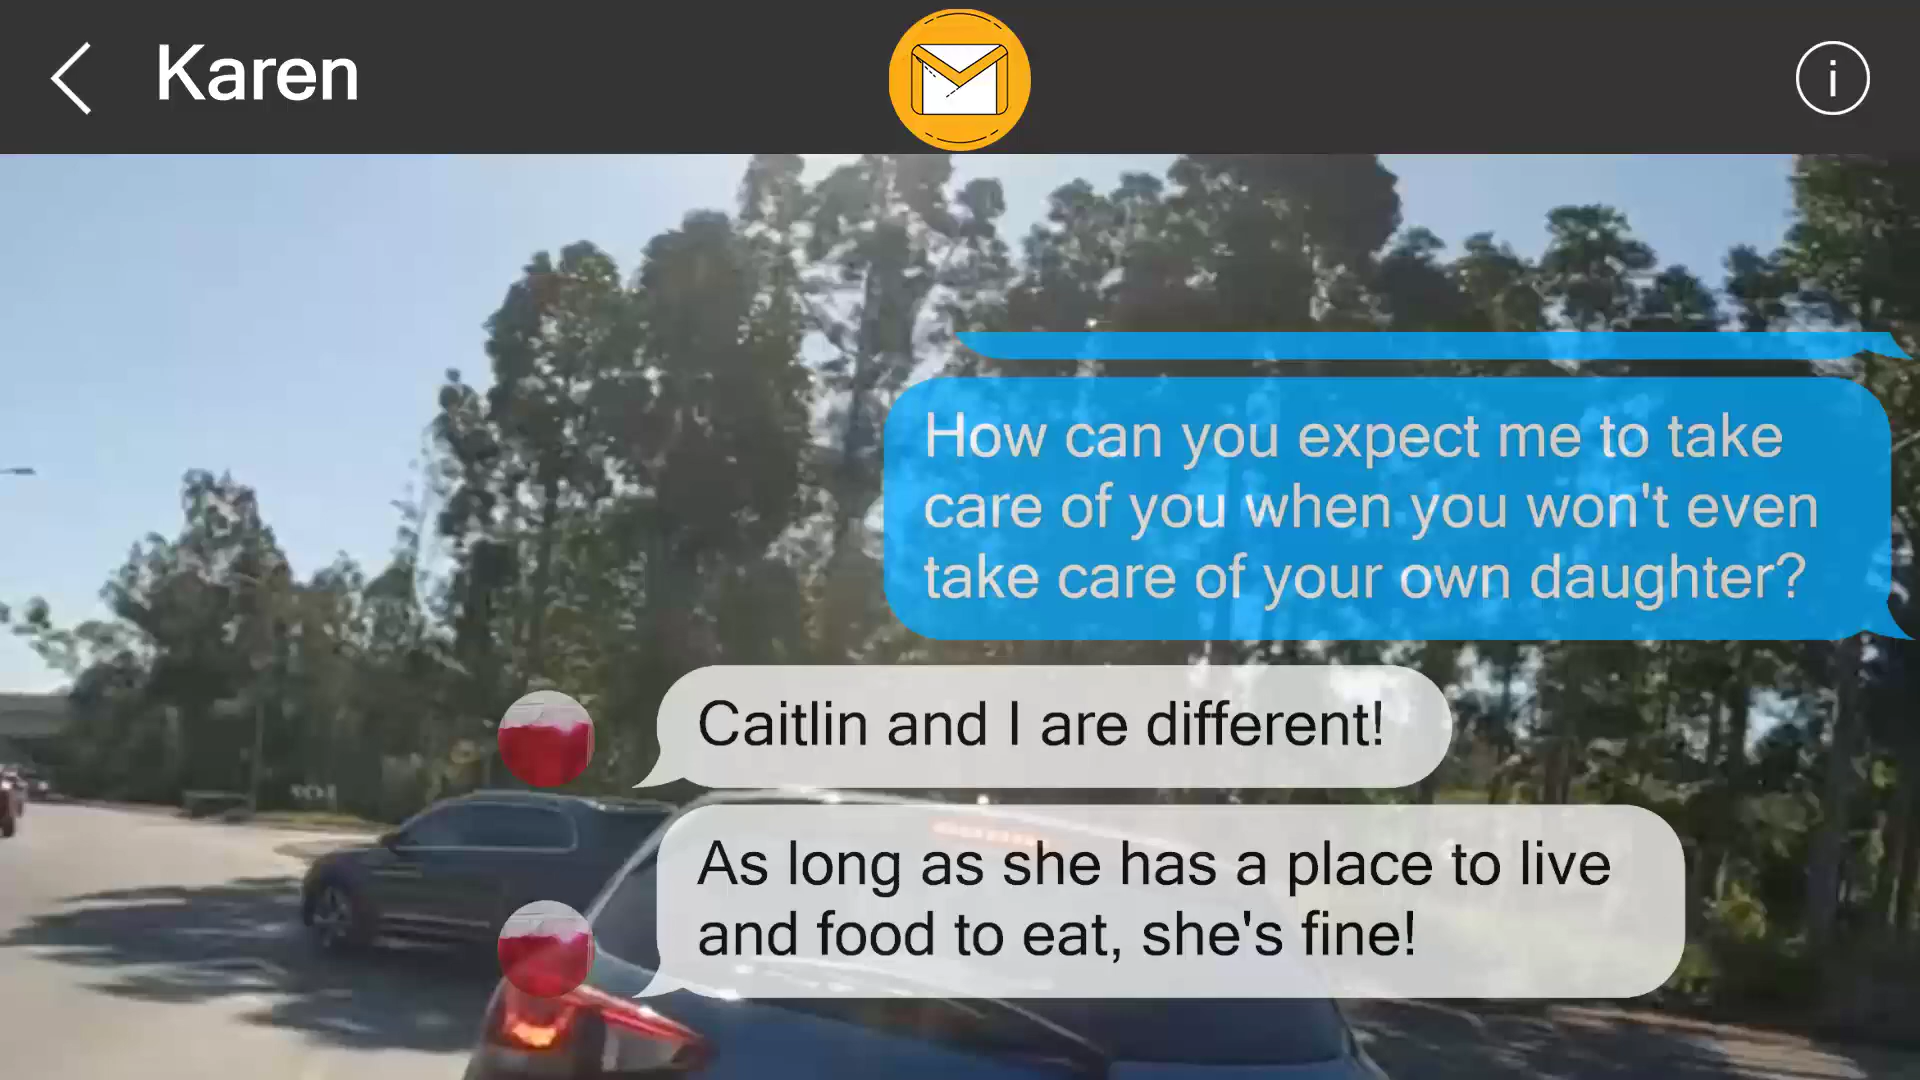 Karen
How can you expect me to take
care of you when you won't even
take care of your own daughter?
Caitlin and I are different!
As long as she has a place to live
and food to eat, she's fine!